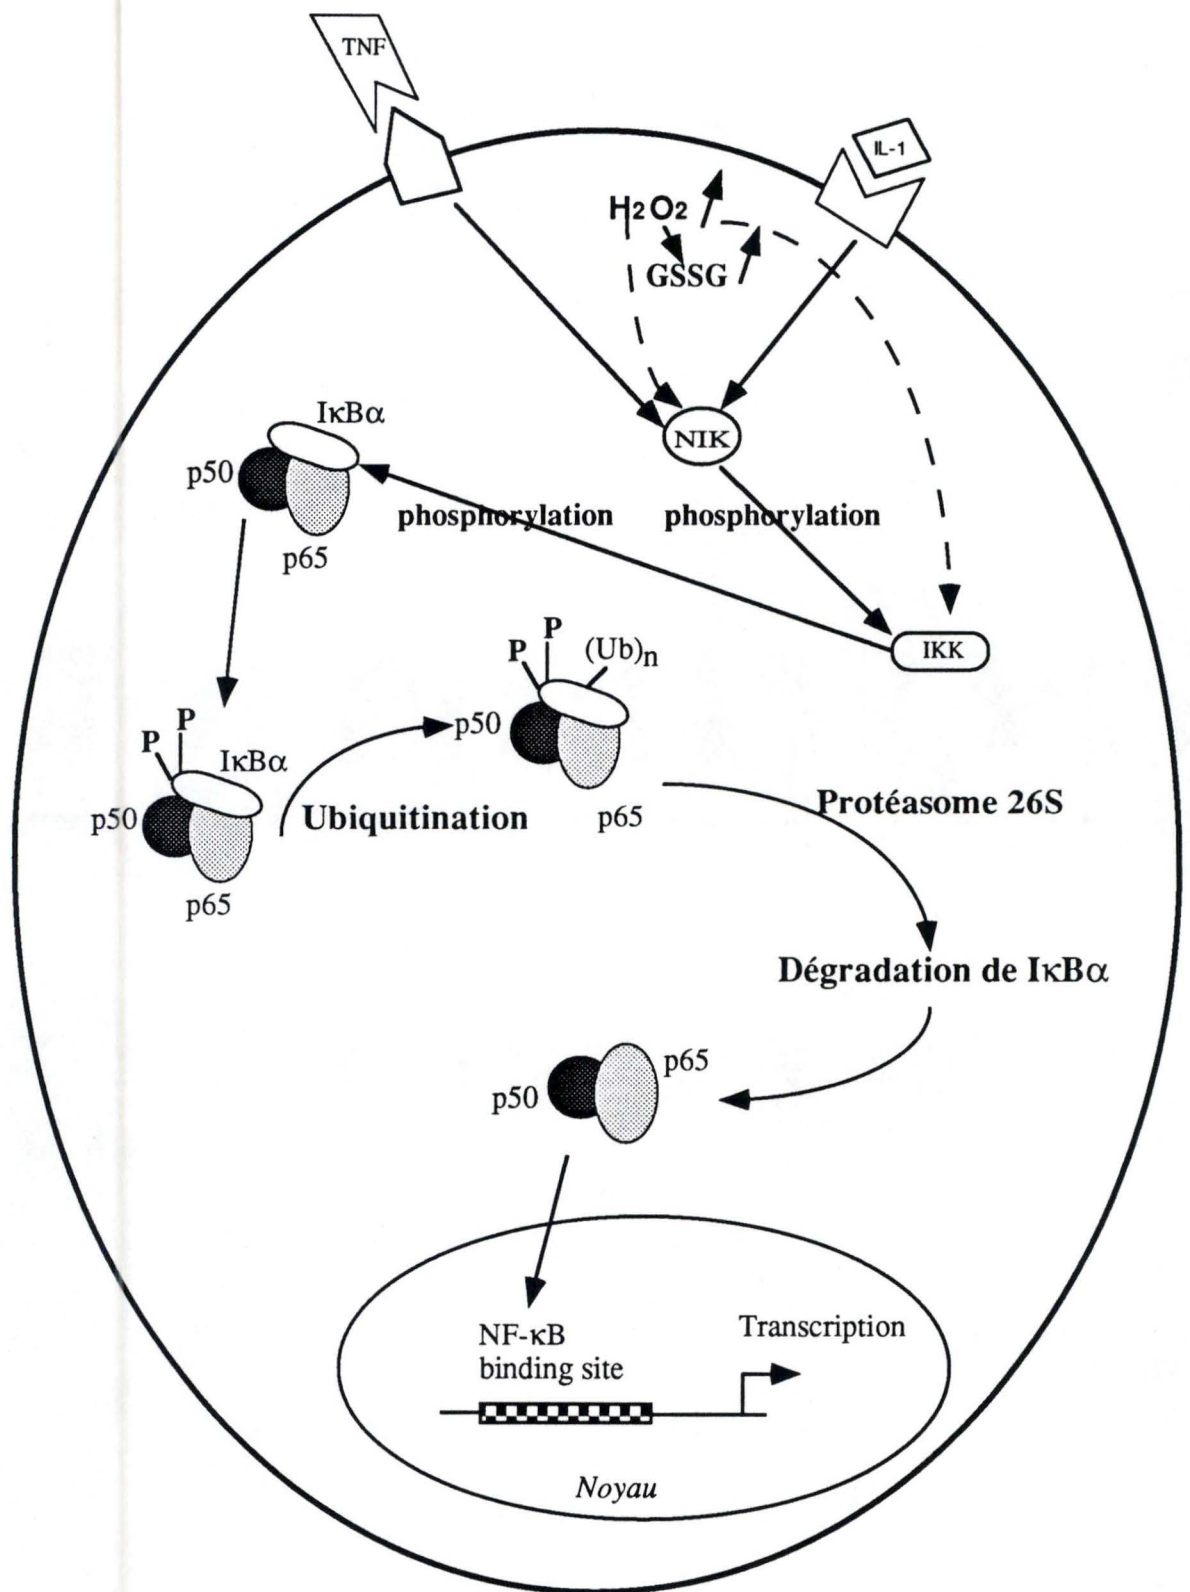 TNF
IL-1
H2O2
GSSG
NIK
IκBα
p50
p65
phosphorylation
phosphorylation
IKK
P
P
(Ub)n
p50
p65
P
P
IκBα
p50
p65
Ubiquitination
Protéasome 26S
Dégradation de IκBα
p65
p50
NF-κB
binding site
Transcription
Noyau